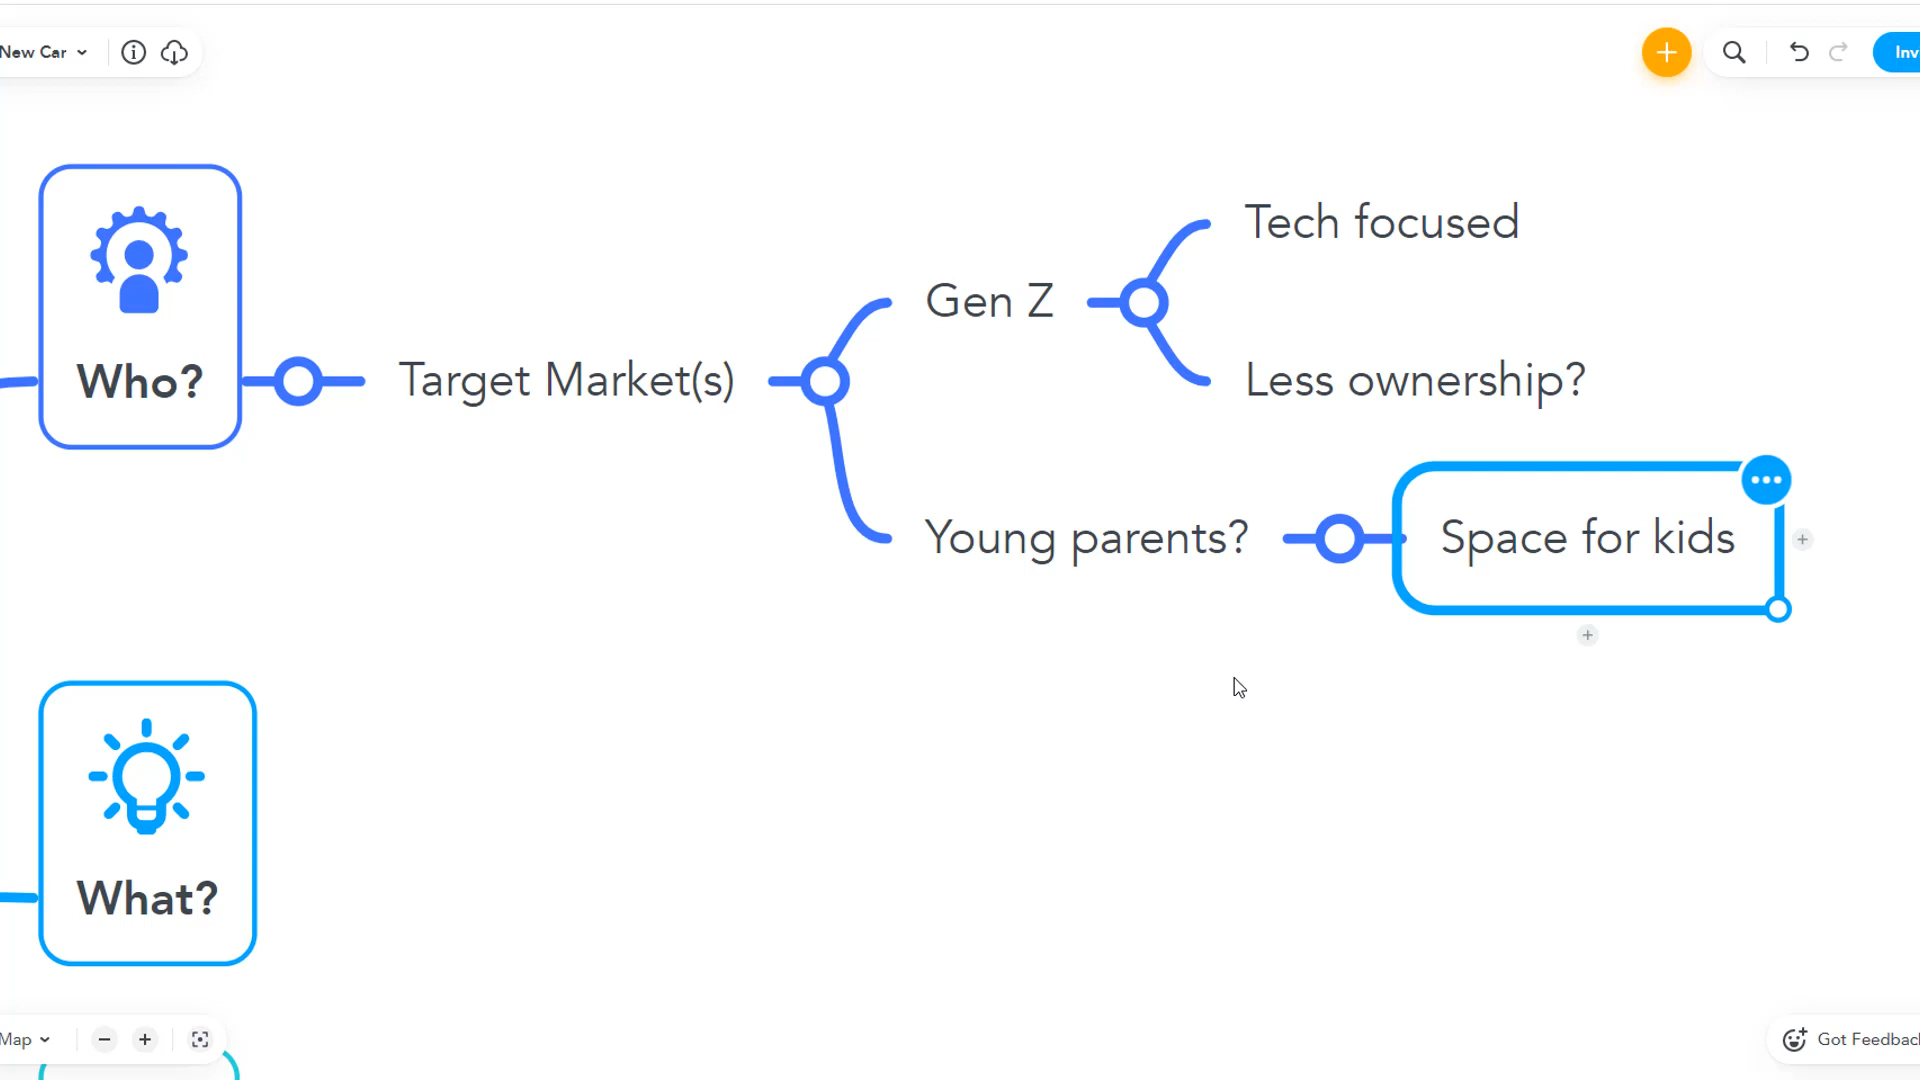 New Car
Inv
Tech focused
Gen Z
Who?
Target Market(s)
Less ownership?
Young parents?
Space for kids
What?
Map
Got Feedbac